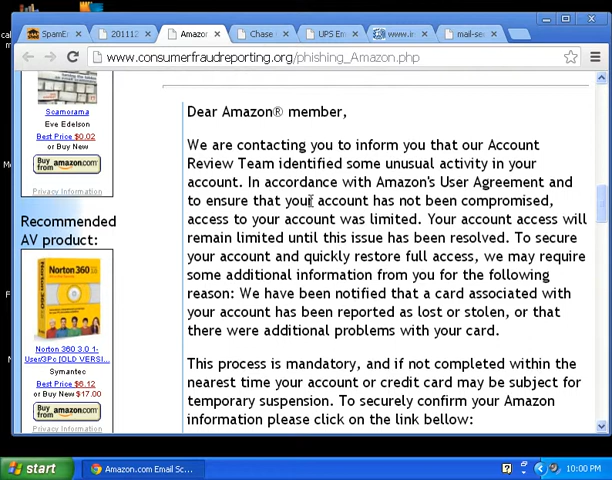 SpamE
201112
Amazon
Chase
UPS Em
www.ir
mail-se
www.consumerfraudreporting.org/phishing_Amazon.php
Scamorama
Eve Edelson
Best Price $0.02
or Buy New
Buy from amazon.com
Privacy Information
Recommended
AV product:
Norton 360
Norton 360 3.0 1-
User/3Pc [OLD VERSI...
Symantec
Best Price $6.12
or Buy New $17.00
Buy from amazon.com
Privacy Information
Dear Amazon® member,
We are contacting you to inform you that our Account
Review Team identified some unusual activity in your
account. In accordance with Amazon's User Agreement and
to ensure that your account has not been compromised,
access to your account was limited. Your account access will
remain limited until this issue has been resolved. To secure
your account and quickly restore full access, we may require
some additional information from you for the following
reason: We have been notified that a card associated with
your account has been reported as lost or stolen, or that
there were additional problems with your card.
This process is mandatory, and if not completed within the
nearest time your account or credit card may be subject for
temporary suspension. To securely confirm your Amazon
information please click on the link bellow:
start
Amazon.com Email Sc...
10:00 PM